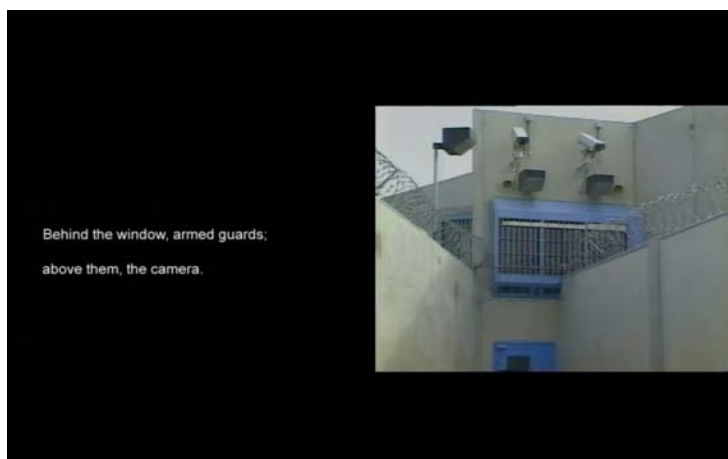 Behind the window, armed guards;
above them, the camera.